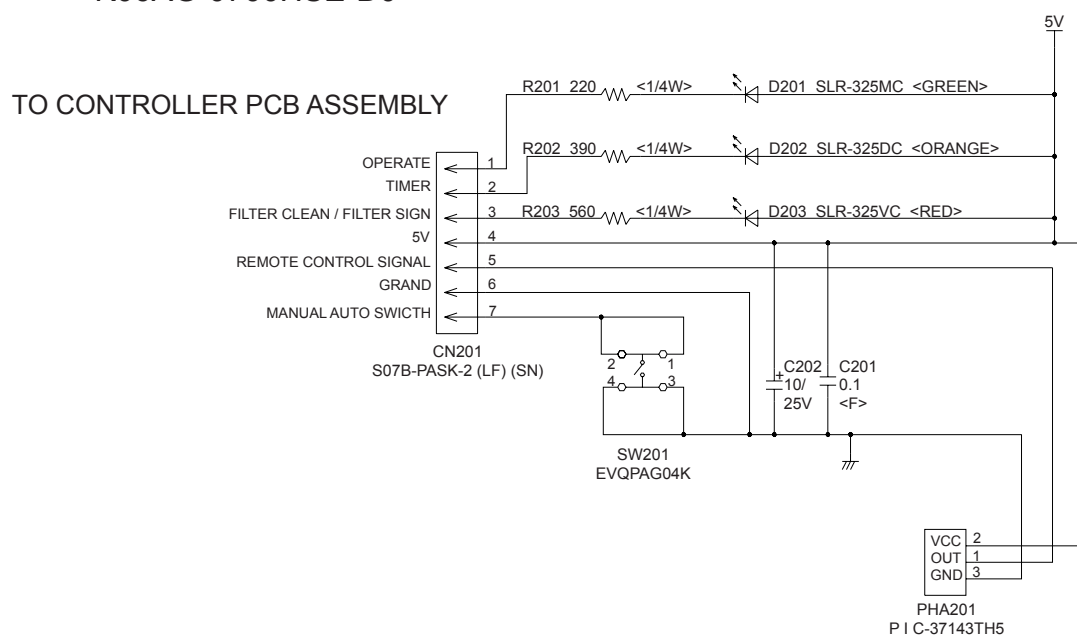 5V
R201 220 <1/4W> D201 SLR-325MC <GREEN>
TO CONTROLLER PCB ASSEMBLY
R202 390 <1/4W> D202 SLR-325DC <ORANGE>
OPERATE 1
TIMER 2
FILTER CLEAN / FILTER SIGN 3 R203 560 <1/4W> D203 SLR-325VC <RED>
5V 4
REMOTE CONTROL SIGNAL 5
GRAND 6
MANUAL AUTO SWICTH 7
CN201
S07B-PASK-2 (LF) (SN)
2 1
4 3
SW201
EVQPAG04K
+
C202
10/
25V
C201
0.1
<F>
VCC 2
OUT 1
GND 3
PHA201
P I C-37143TH5